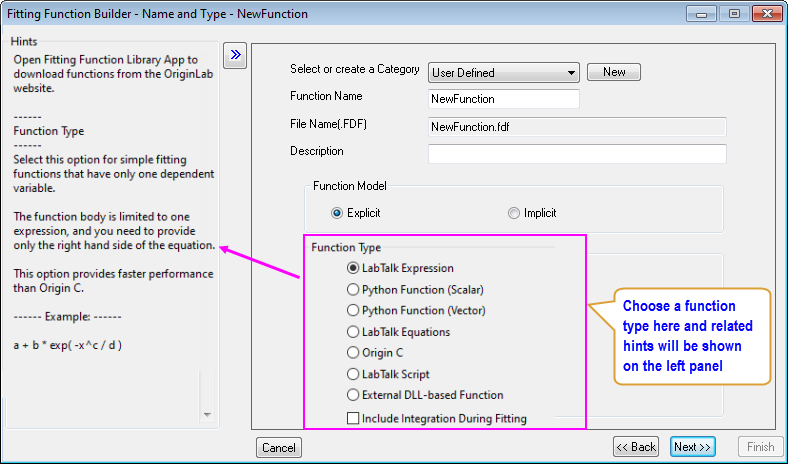 Fitting Function Builder - Name and Type - NewFunction
Hints
Open Fitting Function Library App to
download functions from the OriginLab
website.
------
Function Type
------
Select this option for simple fitting
functions that have only one dependent
variable.
The function body is limited to one
expression, and you need to provide
only the right hand side of the equation.
This option provides faster performance
than Origin C.
------ Example: ------
a + b * exp( -x^c / d )
»
Select or create a Category
User Defined
New
Function Name
NewFunction
File Name(.FDF)
NewFunction.fdf
Description
Function Model
Explicit
Implicit
Function Type
LabTalk Expression
Python Function (Scalar)
Python Function (Vector)
LabTalk Equations
Origin C
LabTalk Script
External DLL-based Function
Include Integration During Fitting
Choose a function
type here and related
hints will be shown
on the left panel
Cancel
<< Back
Next >>
Finish